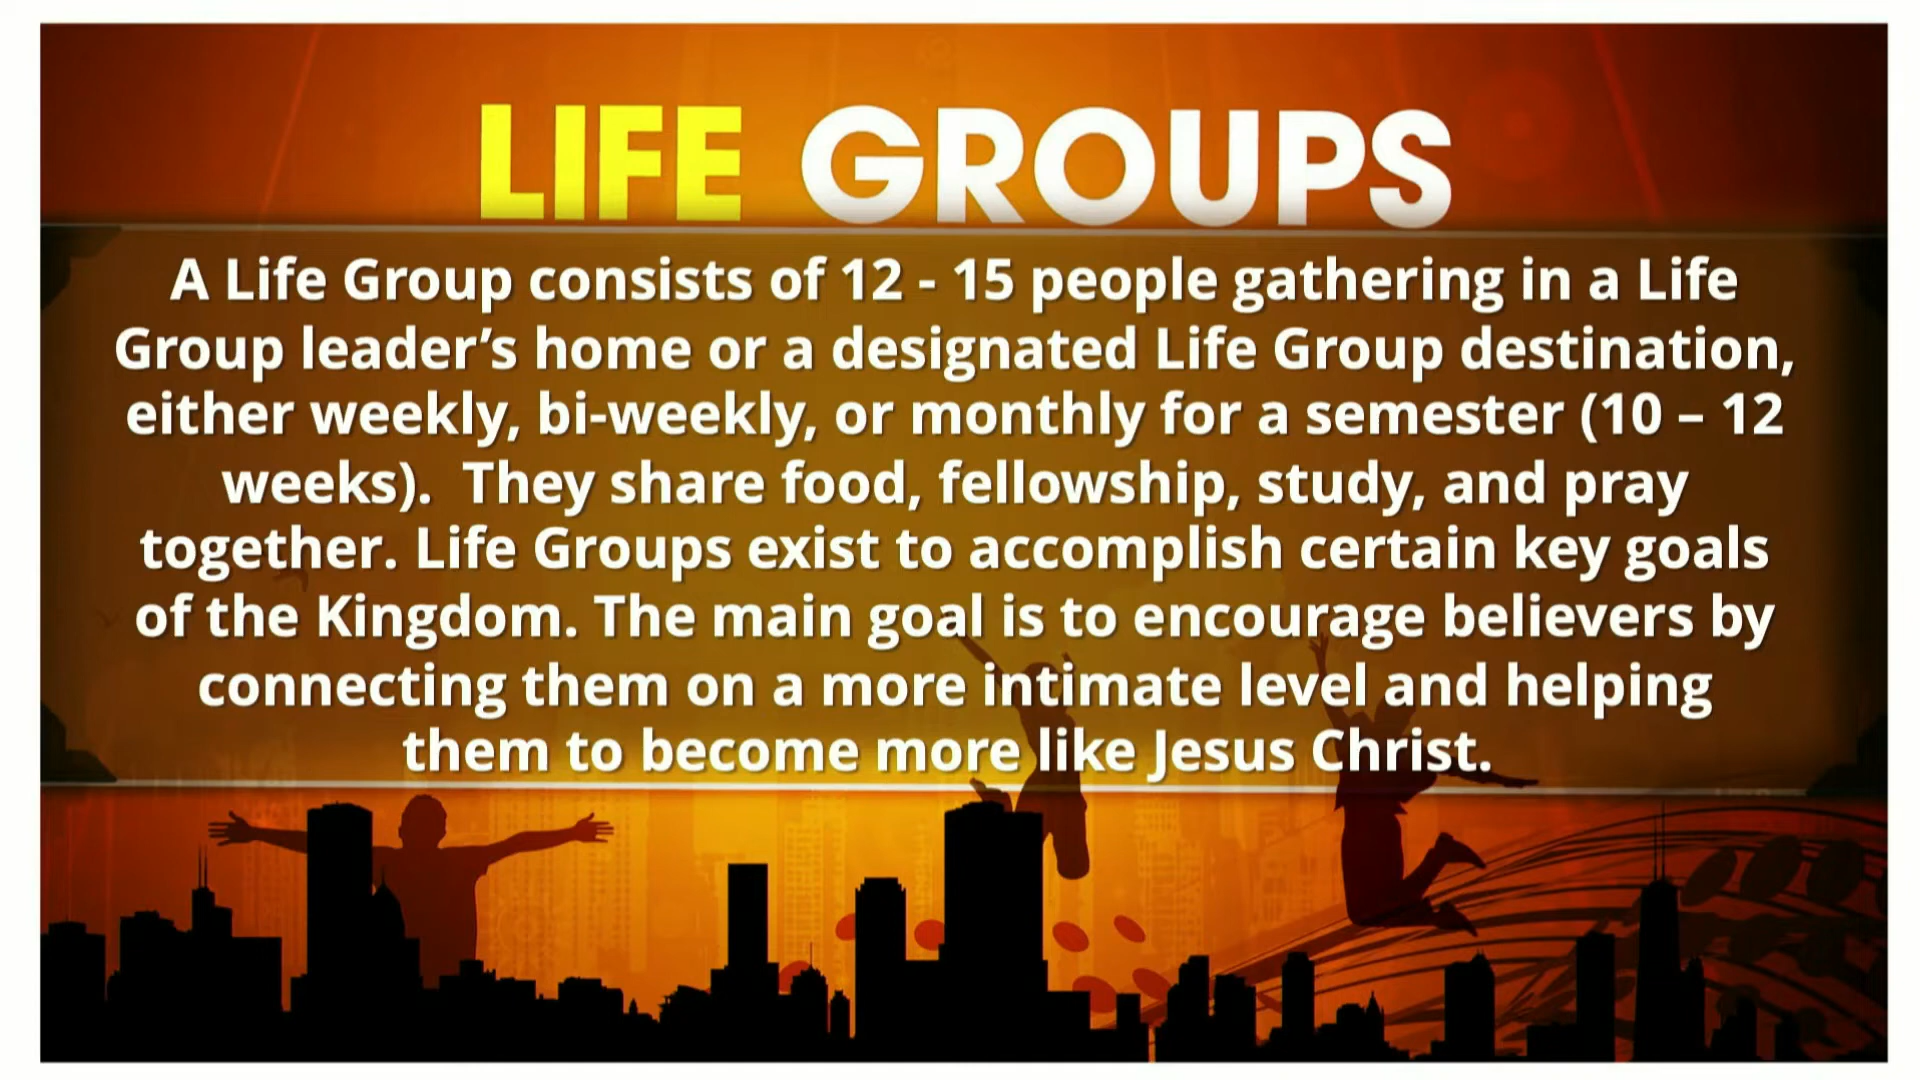 LIFE GROUPS
A Life Group consists of 12 - 15 people gathering in a Life
Group leader’s home or a designated Life Group destination,
either weekly, bi-weekly, or monthly for a semester (10 – 12
weeks).  They share food, fellowship, study, and pray
together. Life Groups exist to accomplish certain key goals
of the Kingdom. The main goal is to encourage believers by
connecting them on a more intimate level and helping
them to become more like Jesus Christ.